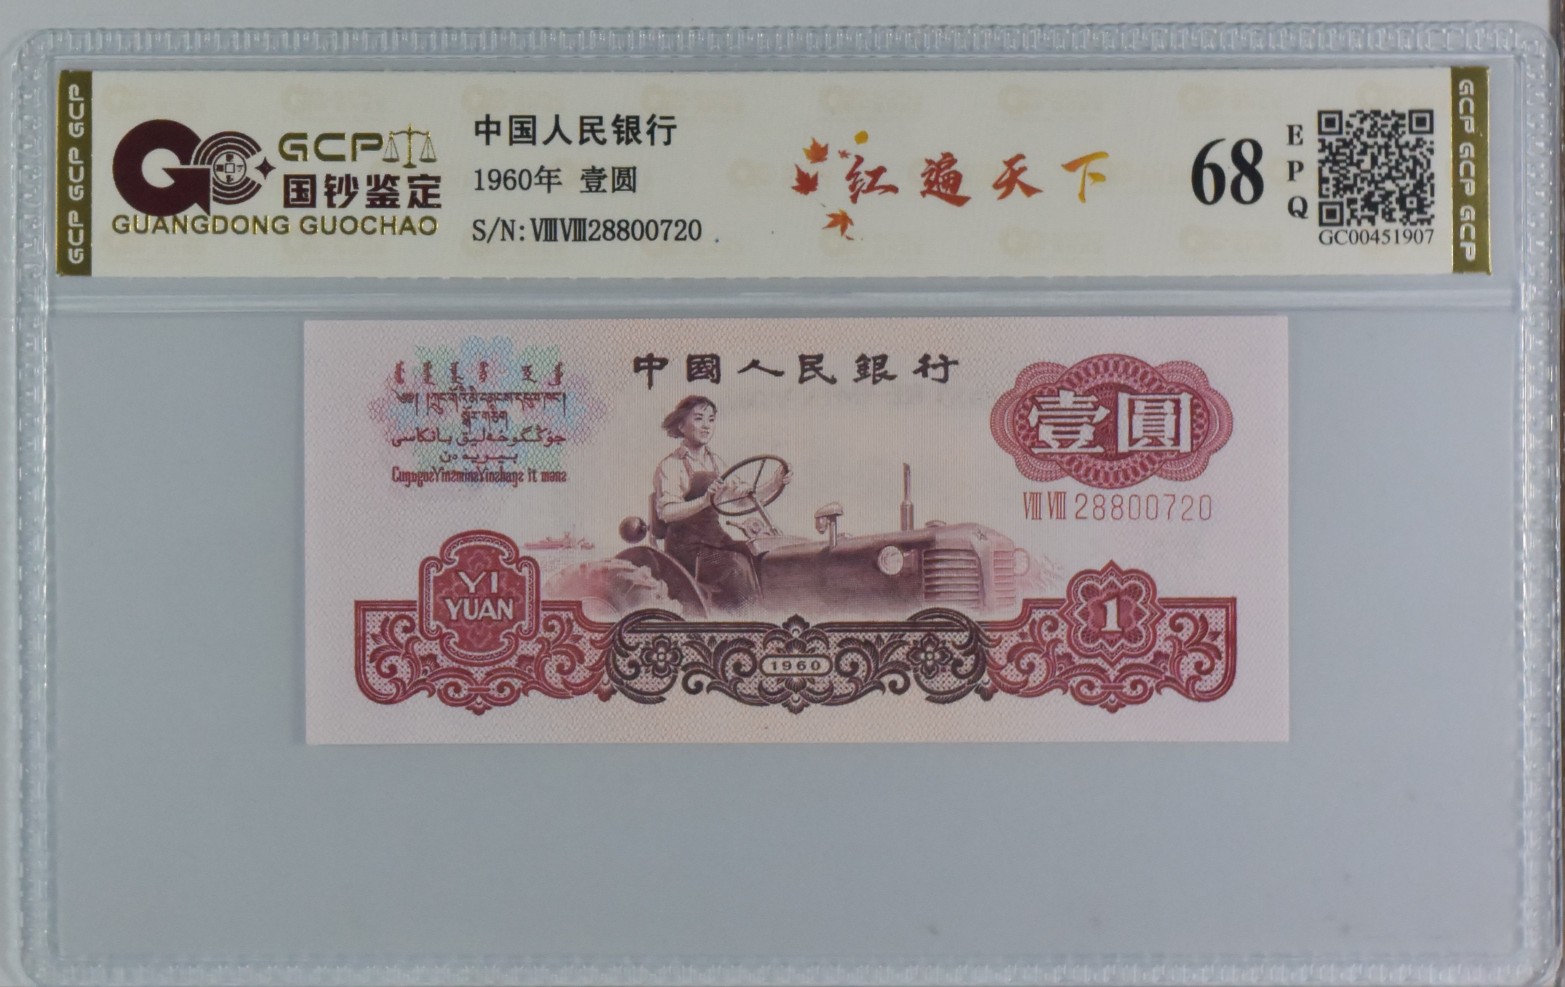 GCP GCP GCP
GCP
国钞鉴定
GUANGDONG GUOCHAO
中国人民银行
1960年 壹圆
S/N: ⅧⅧ28800720
红遍天下
68
EPQ
GC00451907
GCP GCP GCP
中國人民銀行
壹圓
ⅧⅧ28800720
YI
YUAN
1960
1